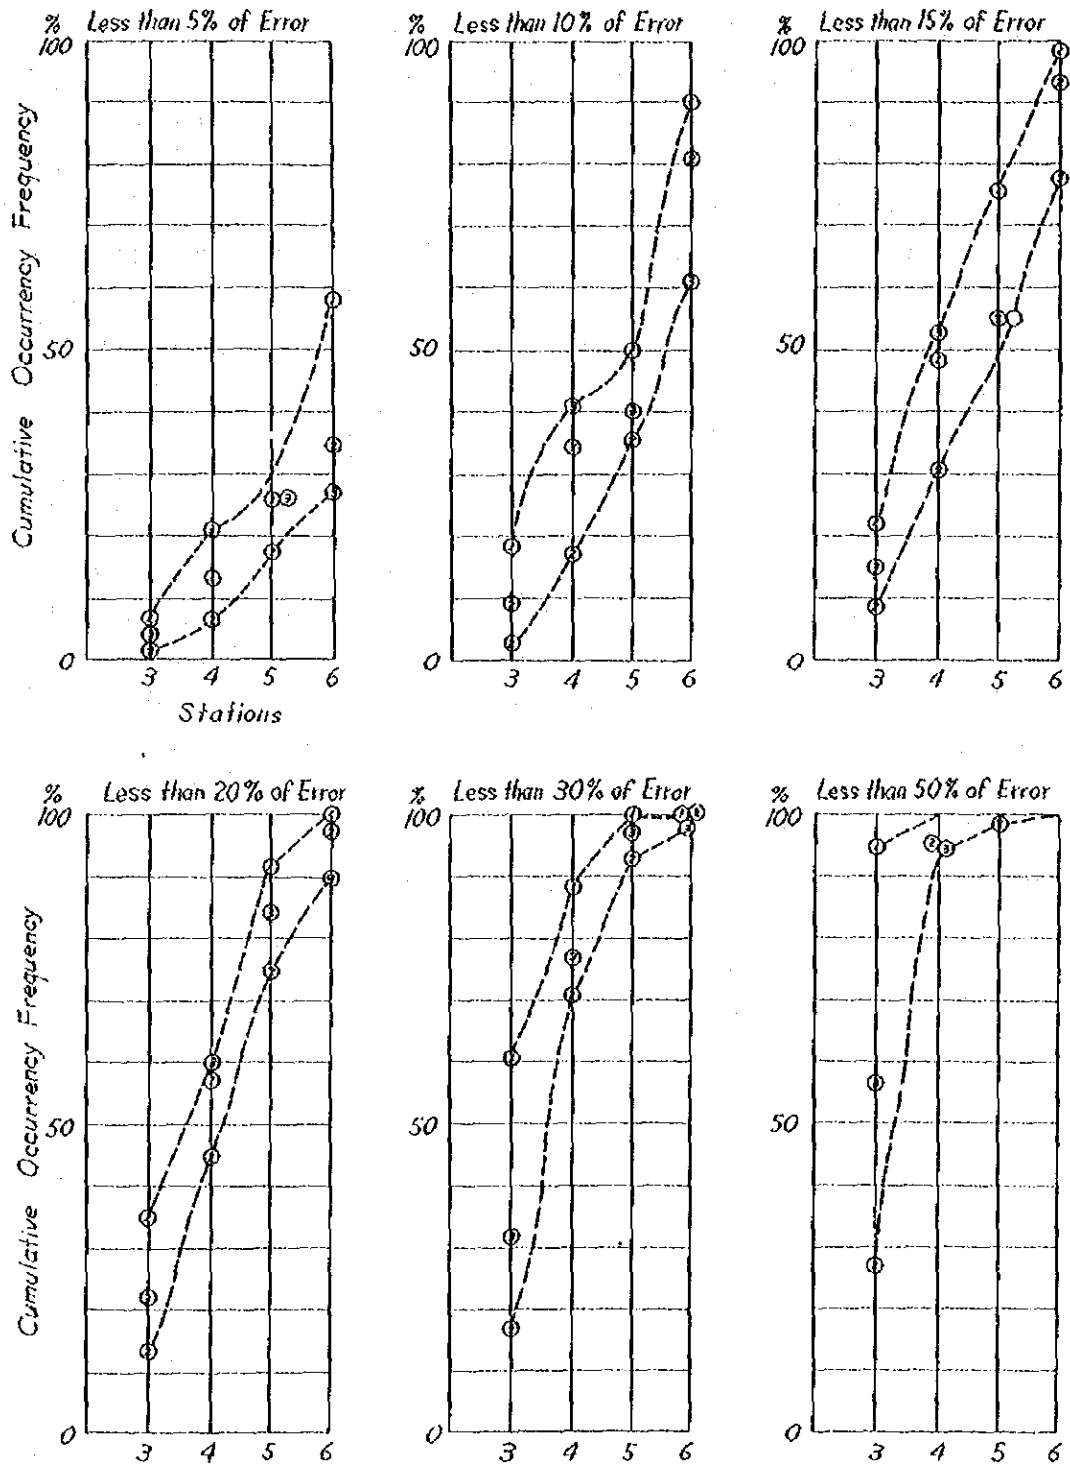 % Less than 5% of Error
100
50
0
3 4 5 6
Stations
Cumulative Occurrency Frequency
% Less than 10% of Error
100
50
0
3 4 5 6
% Less than 15% of Error
100
50
0
3 4 5 6
% Less than 20% of Error
100
50
0
3 4 5 6
Cumulative Occurrency Frequency
% Less than 30% of Error
100
50
0
3 4 5 6
% Less than 50% of Error
100
50
0
3 4 5 6